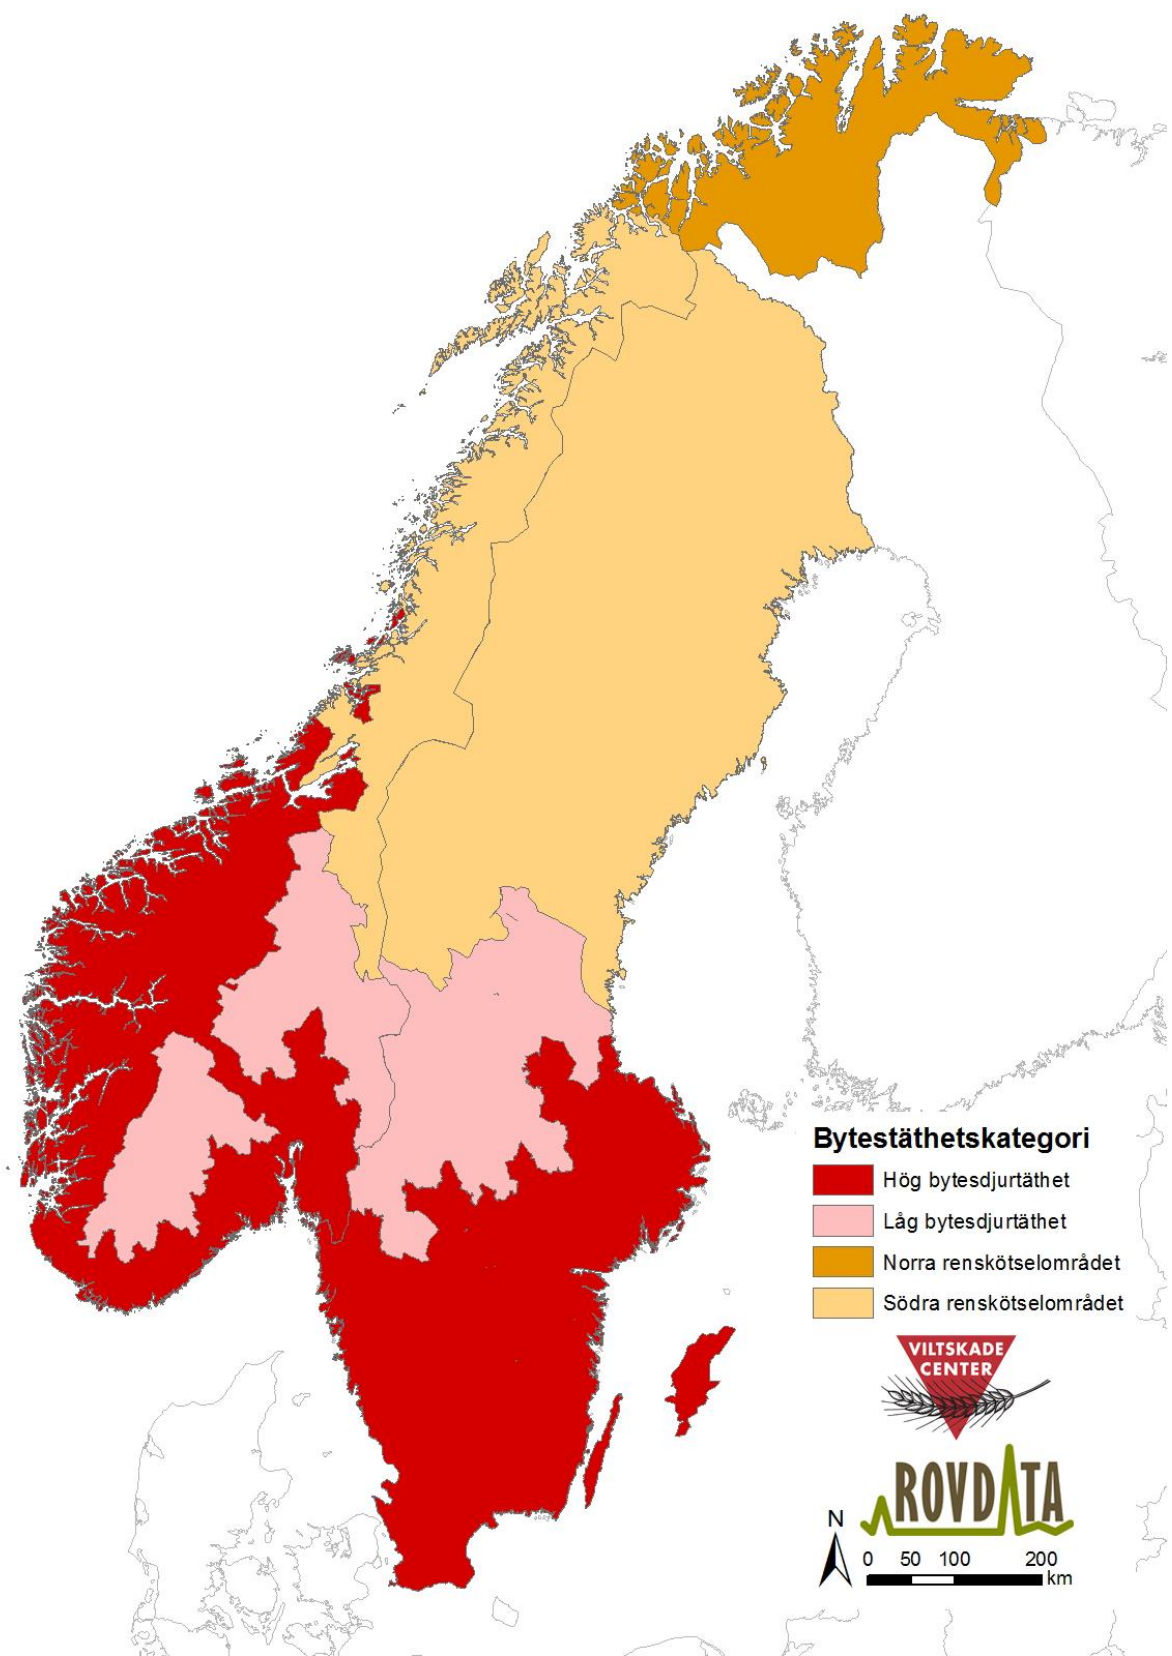 Bytestäthetskategori
Hög bytesdjurtäthet
Låg bytesdjurtäthet
Norra renskötselområdet
Södra renskötselområdet
VILTSKADE
CENTER
ROVDATA
N
0 50 100 200
km